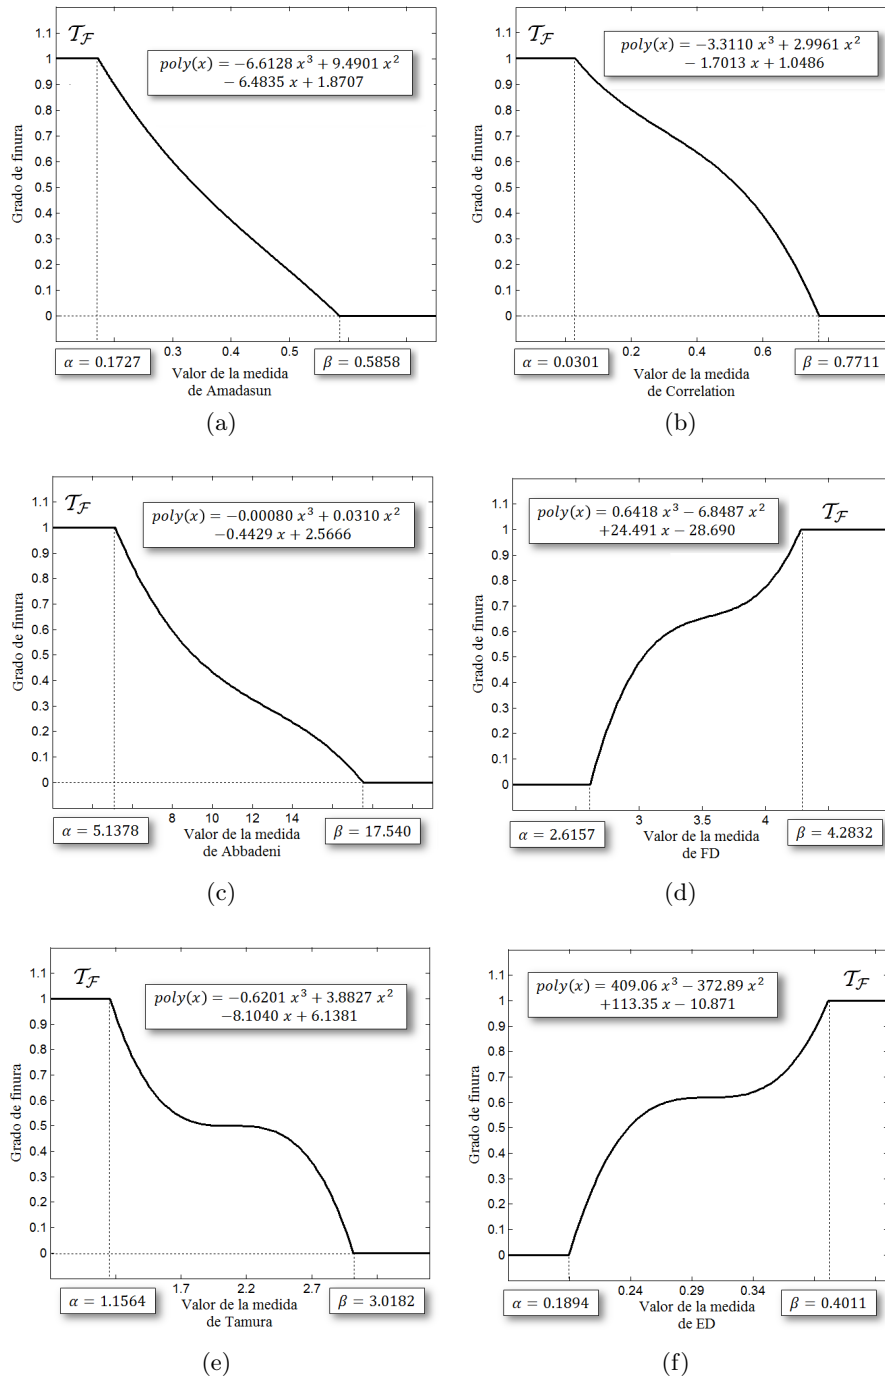 1.1
1
0.9
0.8
0.7
0.6
0.5
0.4
0.3
0.2
0.1
0
Grado de finura
𝒯_ℱ
poly(x) = −6.6128 x³ + 9.4901 x²
− 6.4835 x + 1.8707
0.3 0.4 0.5
α = 0.1727
Valor de la medida
de Amadasun
β = 0.5858
(a)
1.1
1
0.9
0.8
0.7
0.6
0.5
0.4
0.3
0.2
0.1
0
Grado de finura
𝒯_ℱ
poly(x) = −3.3110 x³ + 2.9961 x²
− 1.7013 x + 1.0486
0.2 0.4 0.6
α = 0.0301
Valor de la medida
de Correlation
β = 0.7711
(b)
1.1
1
0.9
0.8
0.7
0.6
0.5
0.4
0.3
0.2
0.1
0
Grado de finura
𝒯_ℱ
poly(x) = −0.00080 x³ + 0.0310 x²
−0.4429 x + 2.5666
8 10 12 14
α = 5.1378
Valor de la medida
de Abbadeni
β = 17.540
(c)
1.1
1
0.9
0.8
0.7
0.6
0.5
0.4
0.3
0.2
0.1
0
Grado de finura
poly(x) = 0.6418 x³ − 6.8487 x²
+24.491 x − 28.690
𝒯_ℱ
3 3.5 4
α = 2.6157
Valor de la medida
de FD
β = 4.2832
(d)
1.1
1
0.9
0.8
0.7
0.6
0.5
0.4
0.3
0.2
0.1
0
Grado de finura
𝒯_ℱ
poly(x) = −0.6201 x³ + 3.8827 x²
−8.1040 x + 6.1381
1.7 2.2 2.7
α = 1.1564
Valor de la medida
de Tamura
β = 3.0182
(e)
1.1
1
0.9
0.8
0.7
0.6
0.5
0.4
0.3
0.2
0.1
0
Grado de finura
poly(x) = 409.06 x³ − 372.89 x²
+113.35 x − 10.871
𝒯_ℱ
0.24 0.29 0.34
α = 0.1894
Valor de la medida
de ED
β = 0.4011
(f)